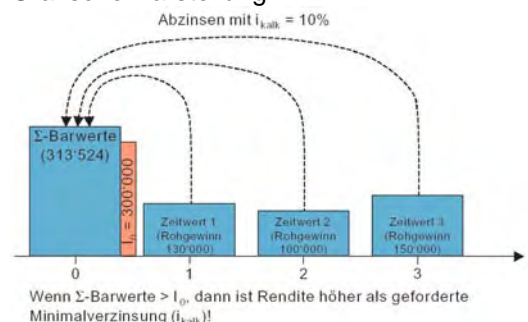 Abzinsen mit i_kalk = 10%
Σ-Barwerte
(313'524)
I₀ = 300'000
Zeitwert 1
(Rohgewinn
130'000)
Zeitwert 2
(Rohgewinn
100'000)
Zeitwert 3
(Rohgewinn
150'000)
0
1
2
3
Wenn Σ-Barwerte > I₀, dann ist Rendite höher als geforderte
Minimalverzinsung (i_kalk)!